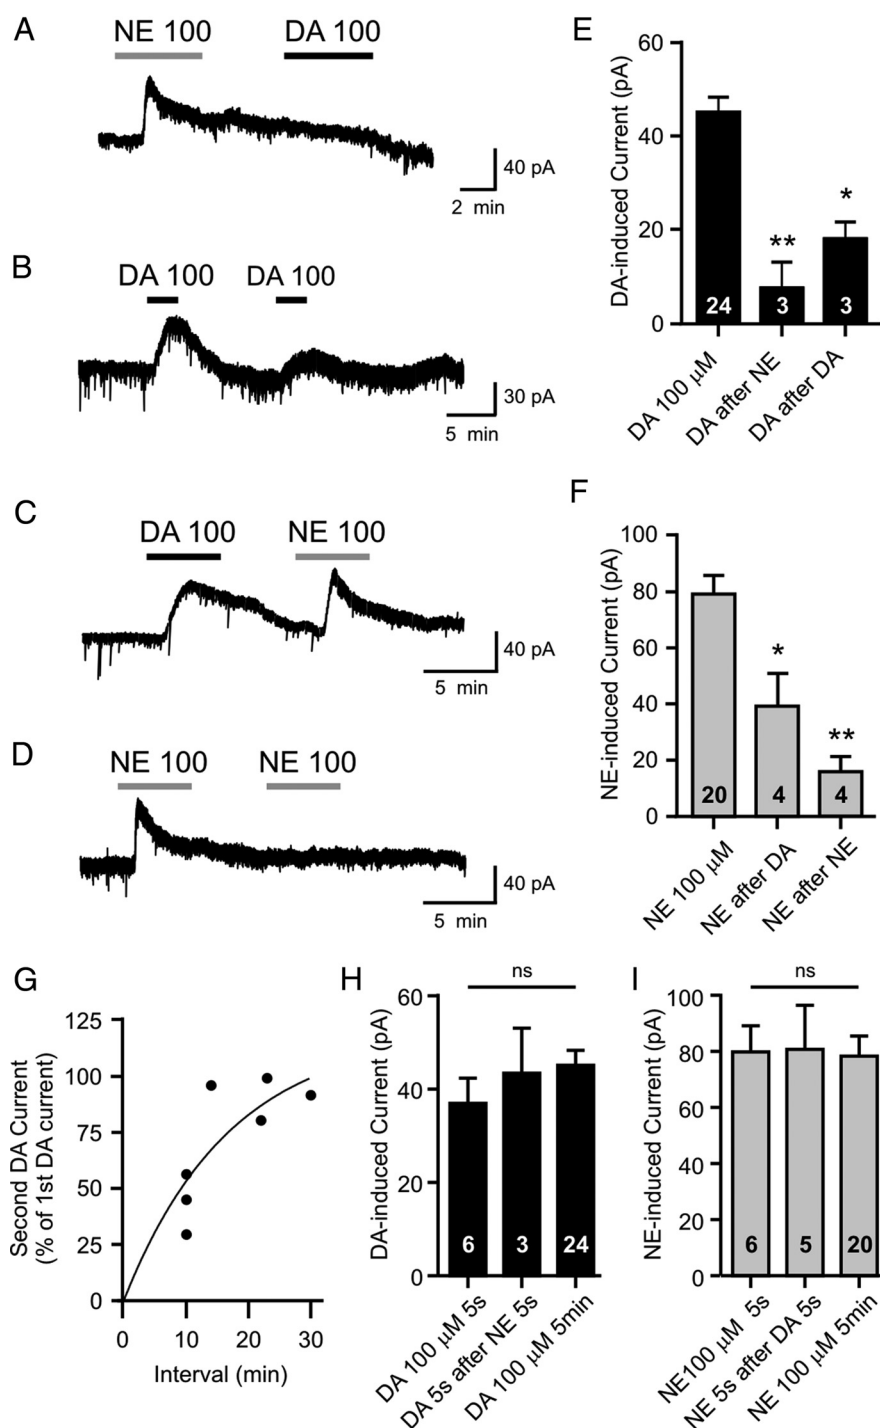 A
NE 100
DA 100
40 pA
2 min
B
DA 100
DA 100
30 pA
5 min
C
DA 100
NE 100
40 pA
5 min
D
NE 100
NE 100
40 pA
5 min
E
DA-induced Current (pA)
60
40
20
0
**
*
24
3
3
DA 100 μM
DA after NE
DA after DA
F
NE-induced Current (pA)
100
80
60
40
20
0
*
**
20
4
4
NE 100 μM
NE after DA
NE after NE
G
Second DA Current
(% of 1st DA current)
125
100
75
50
25
0
0
10
20
30
Interval (min)
H
ns
DA-induced Current (pA)
60
40
20
0
6
3
24
DA 100 μM 5s
DA 5s after NE 5s
DA 100 μM 5min
I
ns
NE-induced Current (pA)
100
80
60
40
20
0
6
5
20
NE100 μM 5s
NE 5s after DA 5s
NE 100 μM 5min